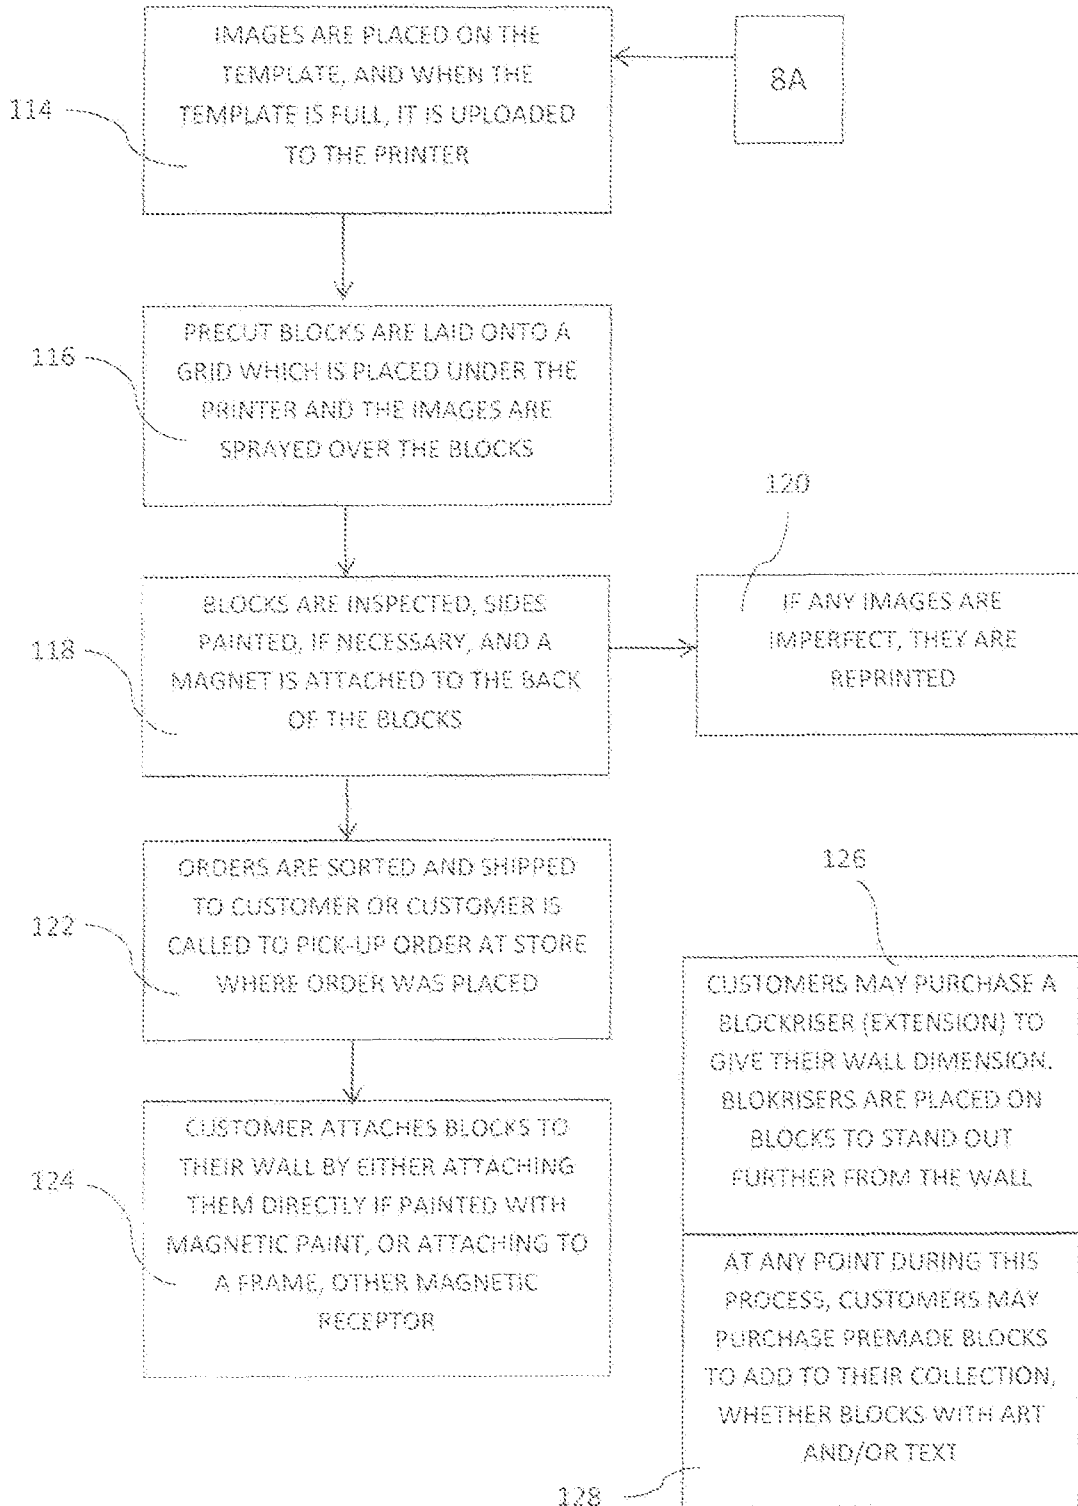 IMAGES ARE PLACED ON THE
TEMPLATE, AND WHEN THE
TEMPLATE IS FULL, IT IS UPLOADED
TO THE PRINTER
8A
114
PRECUT BLOCKS ARE LAID ONTO A
GRID WHICH IS PLACED UNDER THE
PRINTER AND THE IMAGES ARE
SPRAYED OVER THE BLOCKS
116
120
BLOCKS ARE INSPECTED, SIDES
PAINTED, IF NECESSARY, AND A
MAGNET IS ATTACHED TO THE BACK
OF THE BLOCKS
118
IF ANY IMAGES ARE
IMPERFECT, THEY ARE
REPRINTED
ORDERS ARE SORTED AND SHIPPED
TO CUSTOMER OR CUSTOMER IS
CALLED TO PICK-UP ORDER AT STORE
WHERE ORDER WAS PLACED
122
126
CUSTOMERS MAY PURCHASE A
BLOCKRISER (EXTENSION) TO
GIVE THEIR WALL DIMENSION.
BLOKRISERS ARE PLACED ON
BLOCKS TO STAND OUT
FURTHER FROM THE WALL
CUSTOMER ATTACHES BLOCKS TO
THEIR WALL BY EITHER ATTACHING
THEM DIRECTLY IF PAINTED WITH
MAGNETIC PAINT, OR ATTACHING TO
A FRAME, OTHER MAGNETIC
RECEPTOR
124
AT ANY POINT DURING THIS
PROCESS, CUSTOMERS MAY
PURCHASE PREMADE BLOCKS
TO ADD TO THEIR COLLECTION,
WHETHER BLOCKS WITH ART
AND/OR TEXT
128